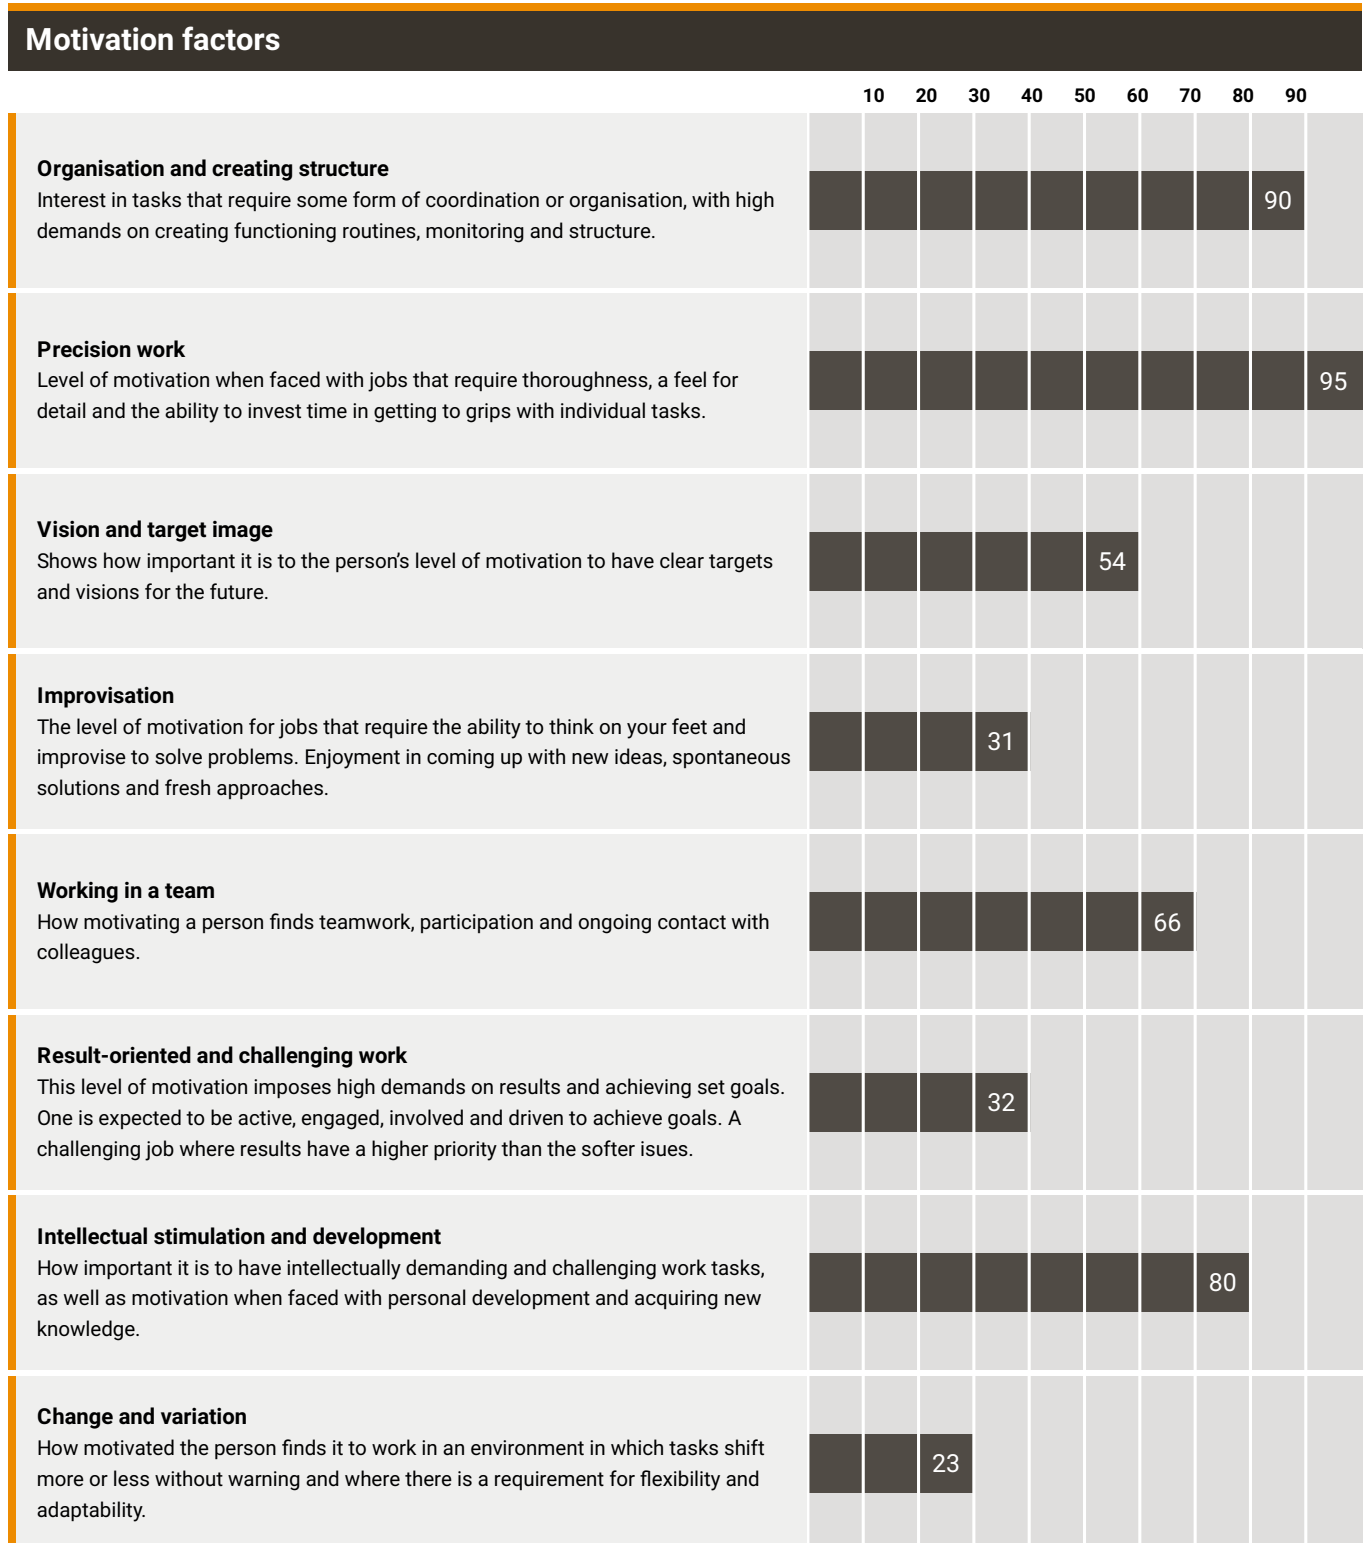 Motivation factors
10 20 30 40 50 60 70 80 90
Organisation and creating structure
Interest in tasks that require some form of coordination or organisation, with high
demands on creating functioning routines, monitoring and structure.
90
Precision work
Level of motivation when faced with jobs that require thoroughness, a feel for
detail and the ability to invest time in getting to grips with individual tasks.
95
Vision and target image
Shows how important it is to the person’s level of motivation to have clear targets
and visions for the future.
54
Improvisation
The level of motivation for jobs that require the ability to think on your feet and
improvise to solve problems. Enjoyment in coming up with new ideas, spontaneous
solutions and fresh approaches.
31
Working in a team
How motivating a person finds teamwork, participation and ongoing contact with
colleagues.
66
Result-oriented and challenging work
This level of motivation imposes high demands on results and achieving set goals.
One is expected to be active, engaged, involved and driven to achieve goals. A
challenging job where results have a higher priority than the softer isues.
32
Intellectual stimulation and development
How important it is to have intellectually demanding and challenging work tasks,
as well as motivation when faced with personal development and acquiring new
knowledge.
80
Change and variation
How motivated the person finds it to work in an environment in which tasks shift
more or less without warning and where there is a requirement for flexibility and
adaptability.
23